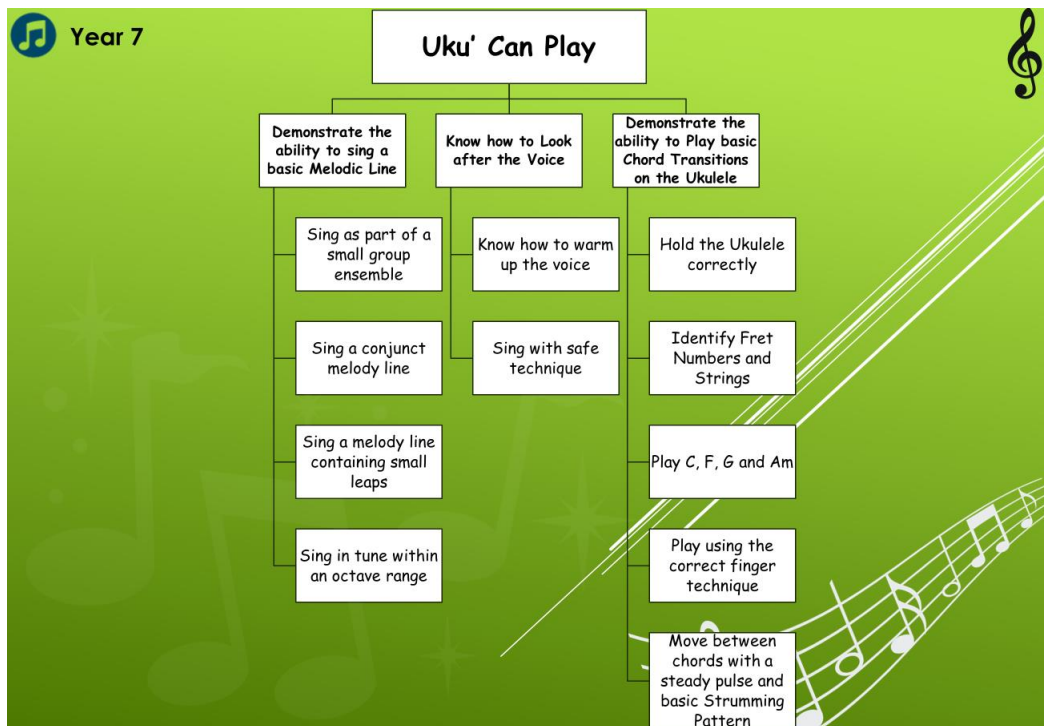 Year 7
Uku' Can Play
Demonstrate the
ability to sing a
basic Melodic Line
Sing as part of a
small group
ensemble
Sing a conjunct
melody line
Sing a melody line
containing small
leaps
Sing in tune within
an octave range
Know how to Look
after the Voice
Know how to warm
up the voice
Sing with safe
technique
Demonstrate the
ability to Play basic
Chord Transitions
on the Ukulele
Hold the Ukulele
correctly
Identify Fret
Numbers and
Strings
Play C, F, G and Am
Play using the
correct finger
technique
Move between
chords with a
steady pulse and
basic Strumming
Pattern